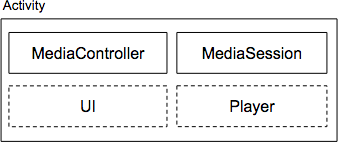 Activity
MediaController
MediaSession
UI
Player